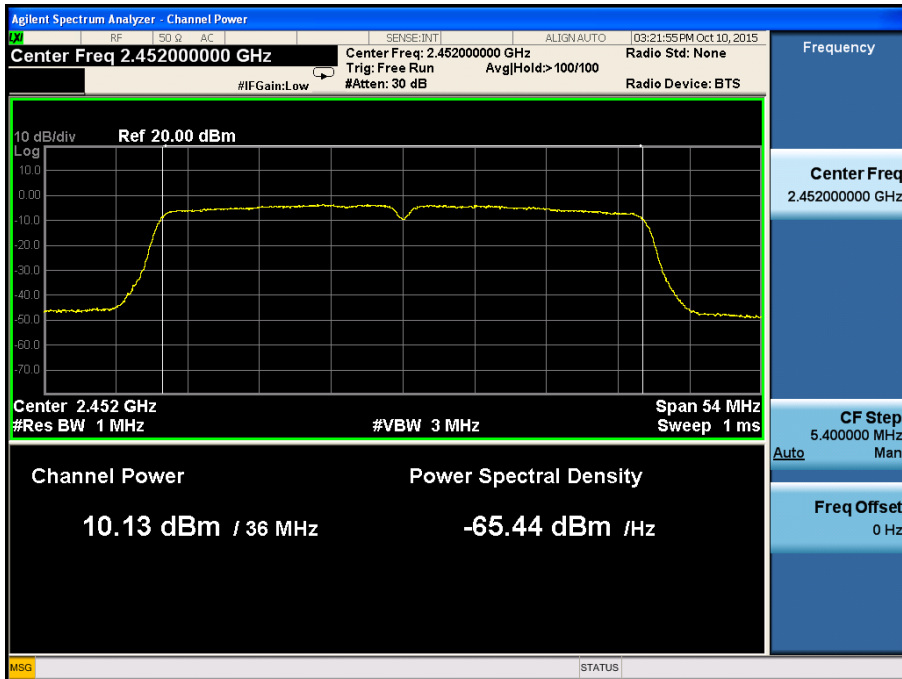 Agilent Spectrum Analyzer - Channel Power
LXI RF 50 Ω AC SENSE:INT ALIGN AUTO 03:21:55 PM Oct 10, 2015
Center Freq 2.452000000 GHz
Center Freq: 2.452000000 GHz
Radio Std: None
Trig: Free Run Avg|Hold:> 100/100
#IFGain:Low
#Atten: 30 dB
Radio Device: BTS
10 dB/div Ref 20.00 dBm
Log
10.0
0.00
-10.0
-20.0
-30.0
-40.0
-50.0
-60.0
-70.0
Center 2.452 GHz Span 54 MHz
#Res BW 1 MHz #VBW 3 MHz Sweep 1 ms
Channel Power Power Spectral Density
10.13 dBm / 36 MHz -65.44 dBm /Hz
Frequency
Center Freq
2.452000000 GHz
CF Step
5.400000 MHz
Auto Man
Freq Offset
0 Hz
MSG STATUS